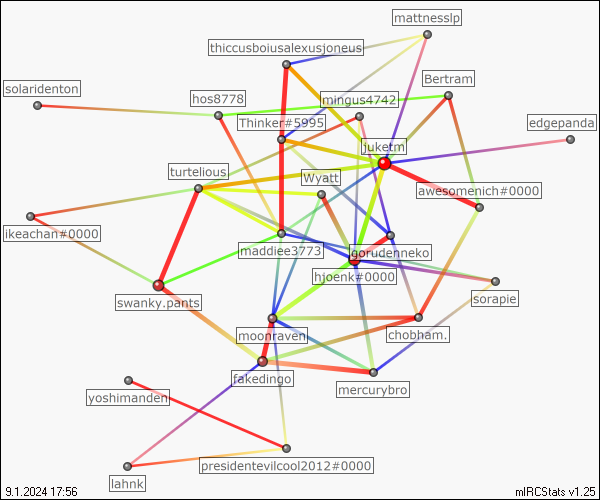 mattnesslp
thiccusboiusalexusjoneus
Bertram
solaridenton
hos8778
mingus4742
Thinker#5995
edgepanda
juketm
turtelious
Wyatt
awesomenich#0000
ikeachan#0000
maddiee3773
gorudenneko
hjoenk#0000
swanky.pants
sorapie
moonraven
chobham.
fakedingo
mercurybro
yoshimanden
presidentevilcool2012#0000
lahnk
9.1.2024 17:56
mIRCStats v1.25